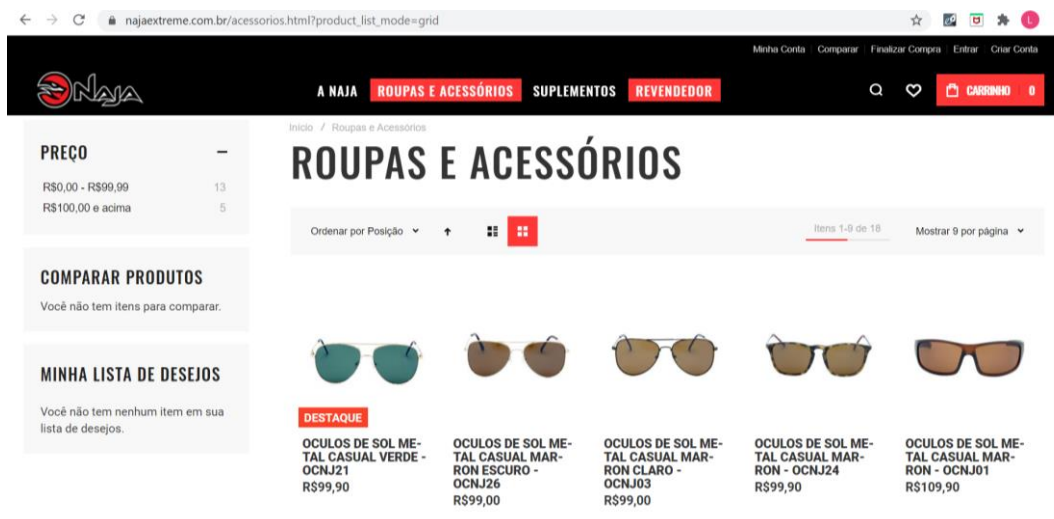 najaextreme.com.br/acessorios.html?product_list_mode=grid
L
Minha Conta Comparar Finalizar Compra Entrar Criar Conta
NAJA
A NAJA ROUPAS E ACESSÓRIOS SUPLEMENTOS REVENDEDOR
CARRINHO 0
Início / Roupas e Acessórios
ROUPAS E ACESSÓRIOS
PREÇO
R$0,00 - R$99,99 13
R$100,00 e acima 5
Ordenar por Posição
Itens 1-9 de 18
Mostrar 9 por página
COMPARAR PRODUTOS
Você não tem itens para comparar.
MINHA LISTA DE DESEJOS
Você não tem nenhum item em sua
lista de desejos.
DESTAQUE
OCULOS DE SOL ME-
TAL CASUAL VERDE -
OCNJ21
R$99,90
OCULOS DE SOL ME-
TAL CASUAL MAR-
RON ESCURO -
OCNJ26
R$99,00
OCULOS DE SOL ME-
TAL CASUAL MAR-
RON CLARO -
OCNJ03
R$99,00
OCULOS DE SOL ME-
TAL CASUAL MAR-
RON - OCNJ24
R$99,90
OCULOS DE SOL ME-
TAL CASUAL MAR-
RON - OCNJ01
R$109,90